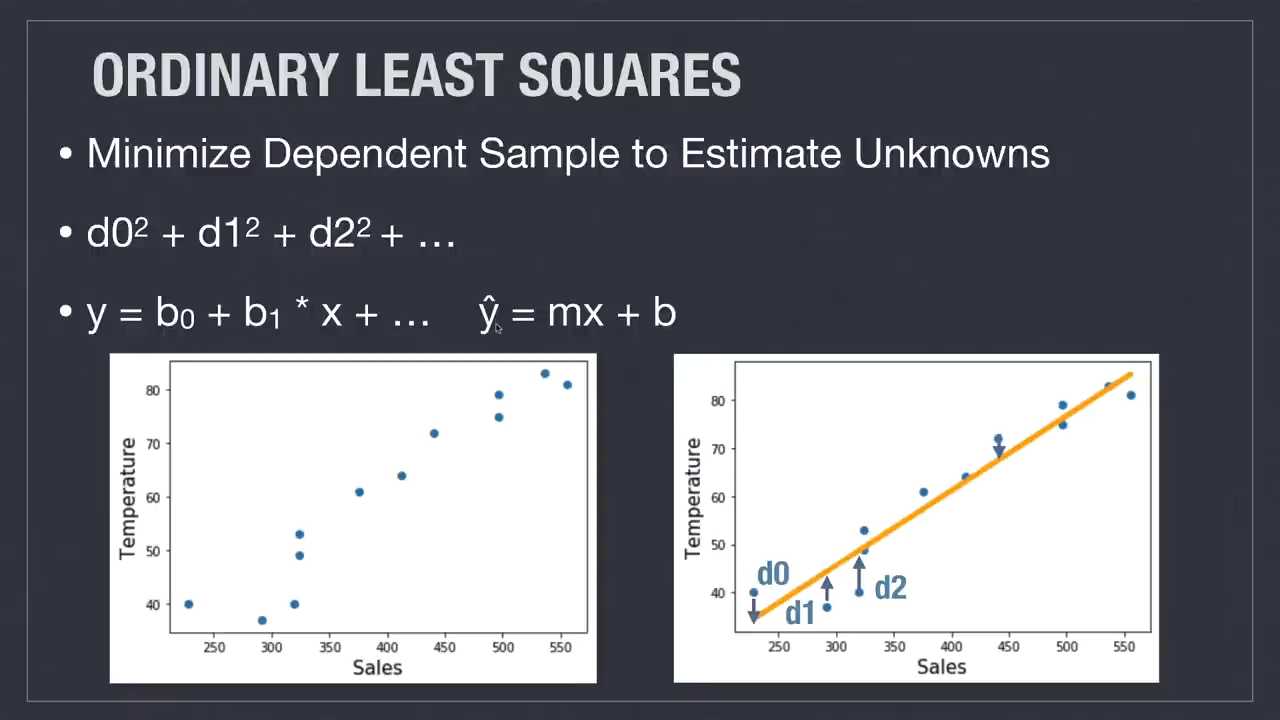 ORDINARY LEAST SQUARES
• Minimize Dependent Sample to Estimate Unknowns
• d0² + d1² + d2² + …
• y = b₀ + b₁ * x + … ŷ = mx + b
80
70
60
50
40
Temperature
250 300 350 400 450 500 550
Sales
80
70
60
50
40
Temperature
d0
d1
d2
250 300 350 400 450 500 550
Sales